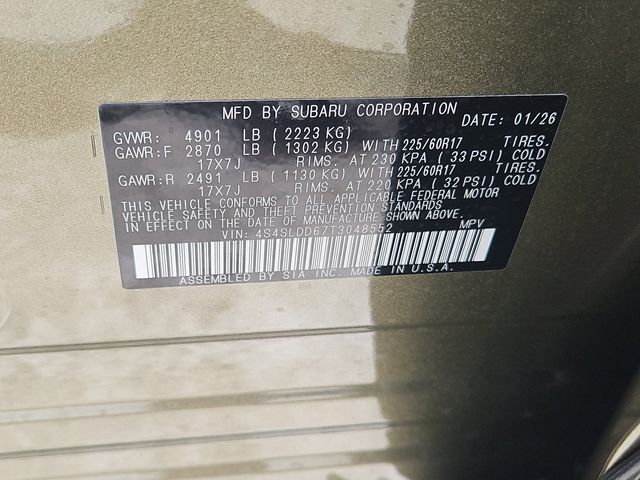 MFD BY SUBARU CORPORATION DATE: 01/26
GVWR: 4901 LB ( 2223 KG)
GAWR:F 2870 LB ( 1302 KG) WITH 225/60R17 TIRES.
17X7J RIMS. AT 230 KPA ( 33 PSI) COLD
GAWR:R 2491 LB ( 1130 KG) WITH 225/60R17 TIRES.
17X7J RIMS. AT 220 KPA ( 32 PSI) COLD
THIS VEHICLE CONFORMS TO ALL APPLICABLE FEDERAL MOTOR
VEHICLE SAFETY AND THEFT PREVENTION STANDARDS
IN EFFECT ON THE DATE OF MANUFACTURE SHOWN ABOVE.
VIN: 4S4SLDD67T3048552 MPV
ASSEMBLED BY SIA INC. MADE IN U.S.A.